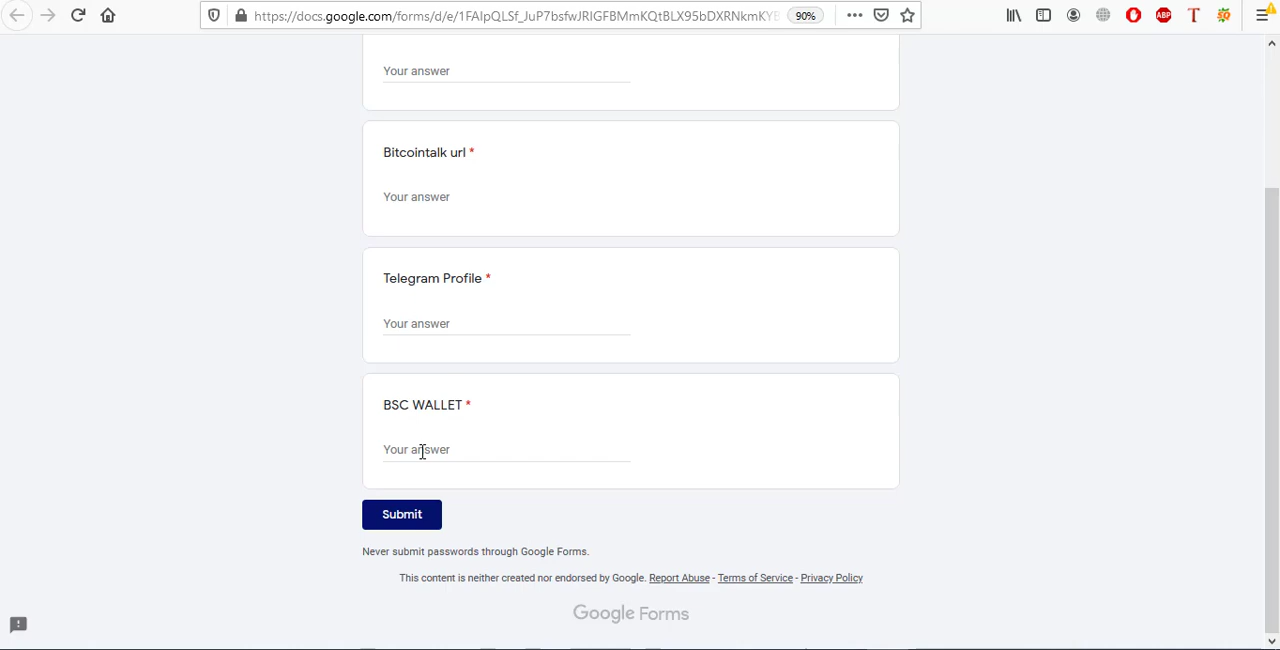 https://docs.google.com/forms/d/e/1FAIpQLSf_JuP7bsEwJRIGFBMmKQtBLX95bDXRNkmKYB
90%
ABP
T
Your answer
Bitcointalk url *
Your answer
Telegram Profile *
Your answer
BSC WALLET *
Your answer
Submit
Never submit passwords through Google Forms.
This content is neither created nor endorsed by Google. Report Abuse - Terms of Service - Privacy Policy
Google Forms